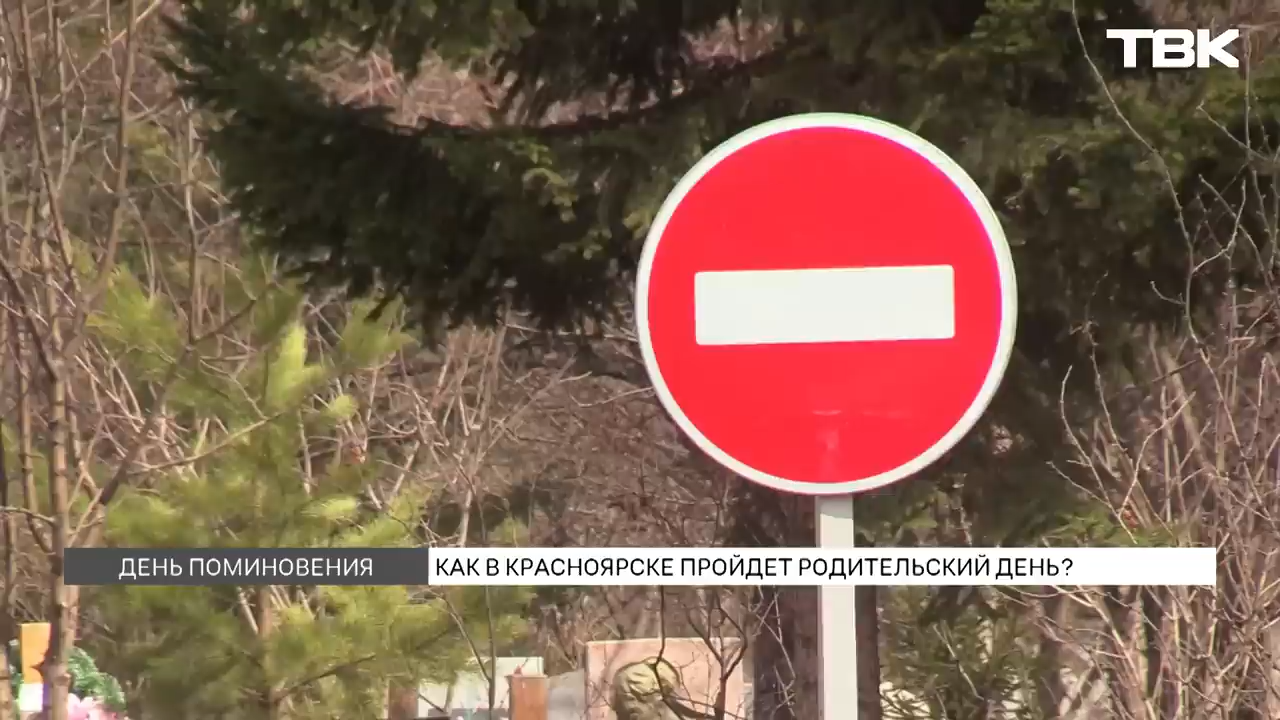 ТВК
ДЕНЬ ПОМИНОВЕНИЯ
КАК В КРАСНОЯРСКЕ ПРОЙДЕТ РОДИТЕЛЬСКИЙ ДЕНЬ?